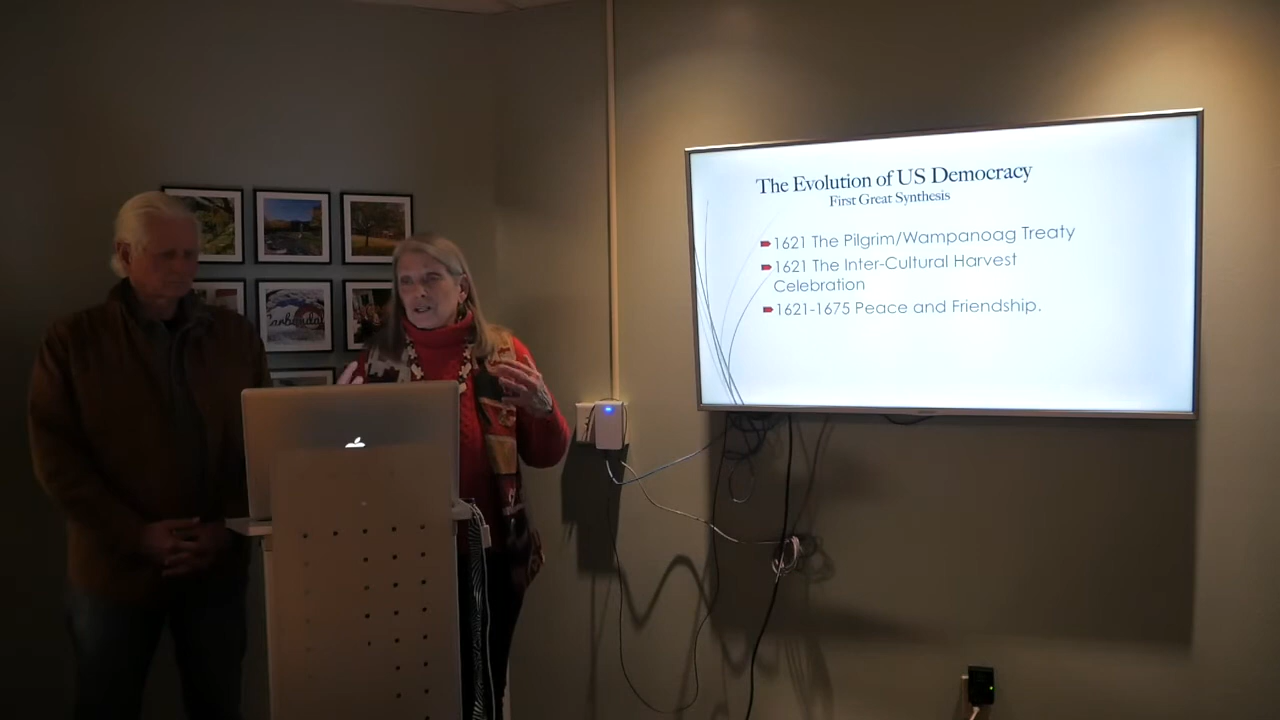 The Evolution of US Democracy
First Great Synthesis
1621 The Pilgrim/Wampanoag Treaty
1621 The Inter-Cultural Harvest
Celebration
1621-1675 Peace and Friendship.